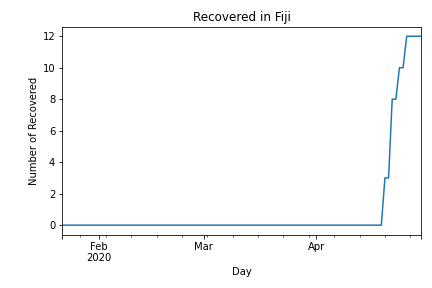 Recovered in Fiji
Number of Recovered
12
10
8
6
4
2
0
Feb
2020
Mar
Apr
Day